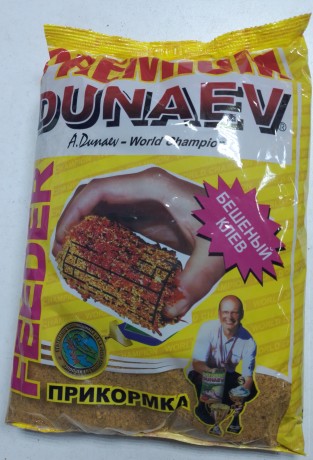 PREMIUM
DUNAEV®
A.Dunaev - World Champion
FEEDER
БЕШЕНЫЙ
КЛЕВ
ПРИКОРМКА